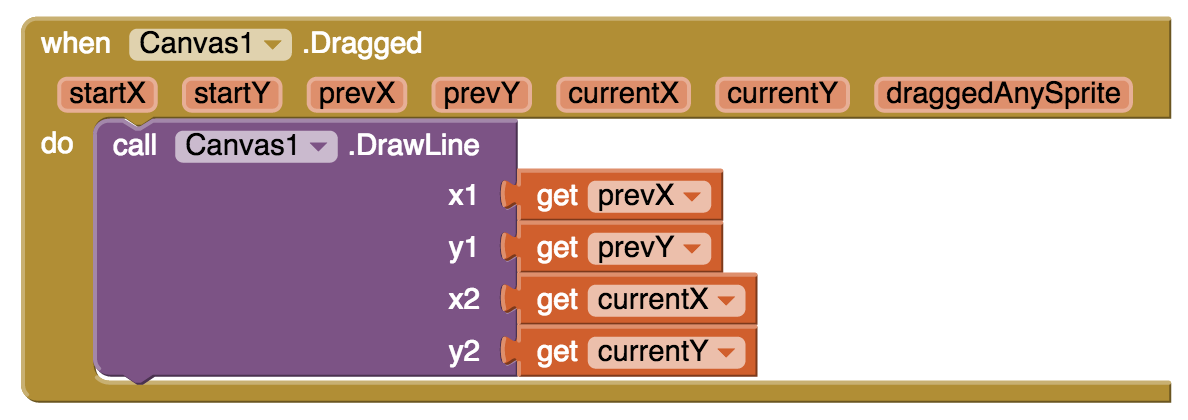 when Canvas1 .Dragged
startX startY prevX prevY currentX currentY draggedAnySprite
do call Canvas1 .DrawLine
x1 get prevX
y1 get prevY
x2 get currentX
y2 get currentY